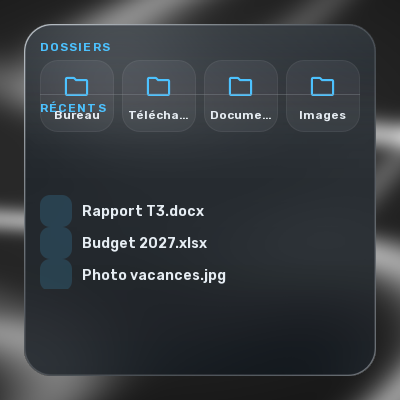 DOSSIERS
Bureau Télécha... Docume... Images
RÉCENTS
Rapport T3.docx
Budget 2027.xlsx
Photo vacances.jpg